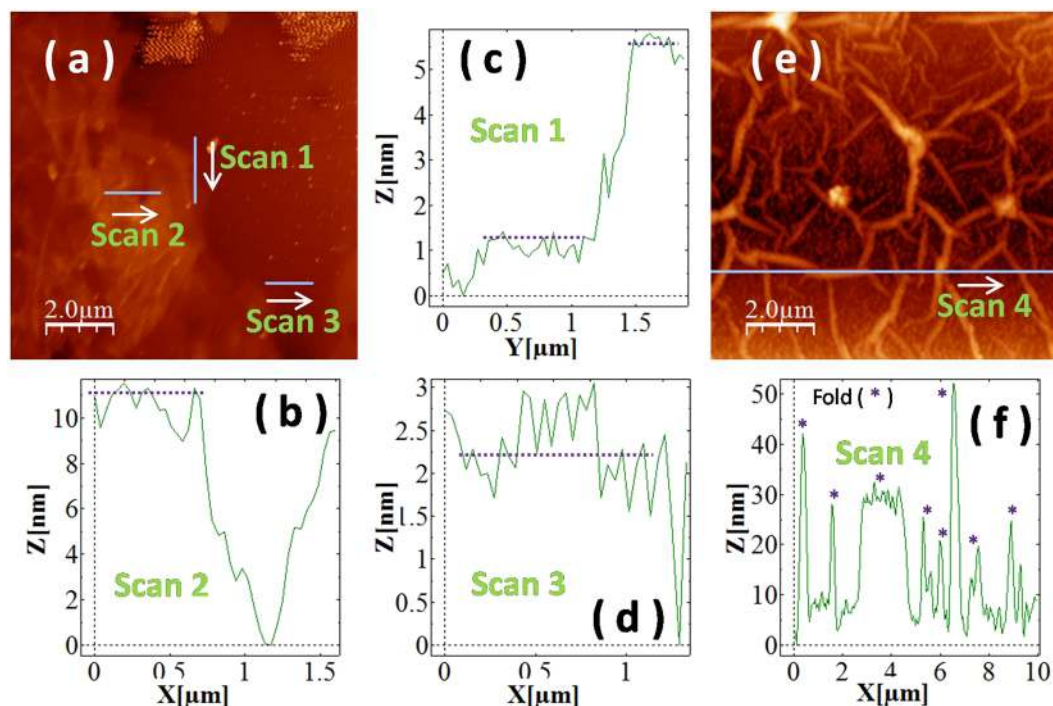 ( a )
Scan 1
Scan 2
Scan 3
2.0µm
( c )
Scan 1
Z[nm]
5
4
3
2
1
0
0
0.5
1
1.5
Y[µm]
( e )
Scan 4
2.0µm
( b )
Scan 2
Z[nm]
10
8
6
4
2
0
0
0.5
1
1.5
X[µm]
( d )
Scan 3
Z[nm]
3
2.5
2
1.5
1
0.5
0
0
0.5
1
X[µm]
Fold ( * )
( f )
Scan 4
Z[nm]
50
40
30
20
10
0
0
2
4
6
8
10
X[µm]